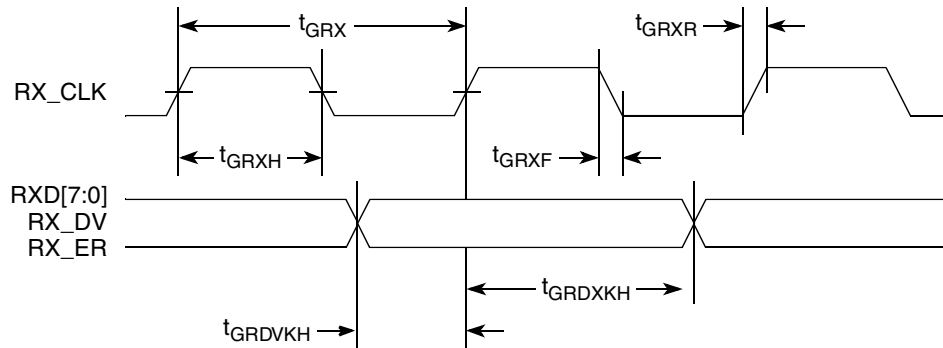 tGRX
tGRXR
RX_CLK
tGRXH
tGRXF
RXD[7:0]
RX_DV
RX_ER
tGRDXKH
tGRDVKH